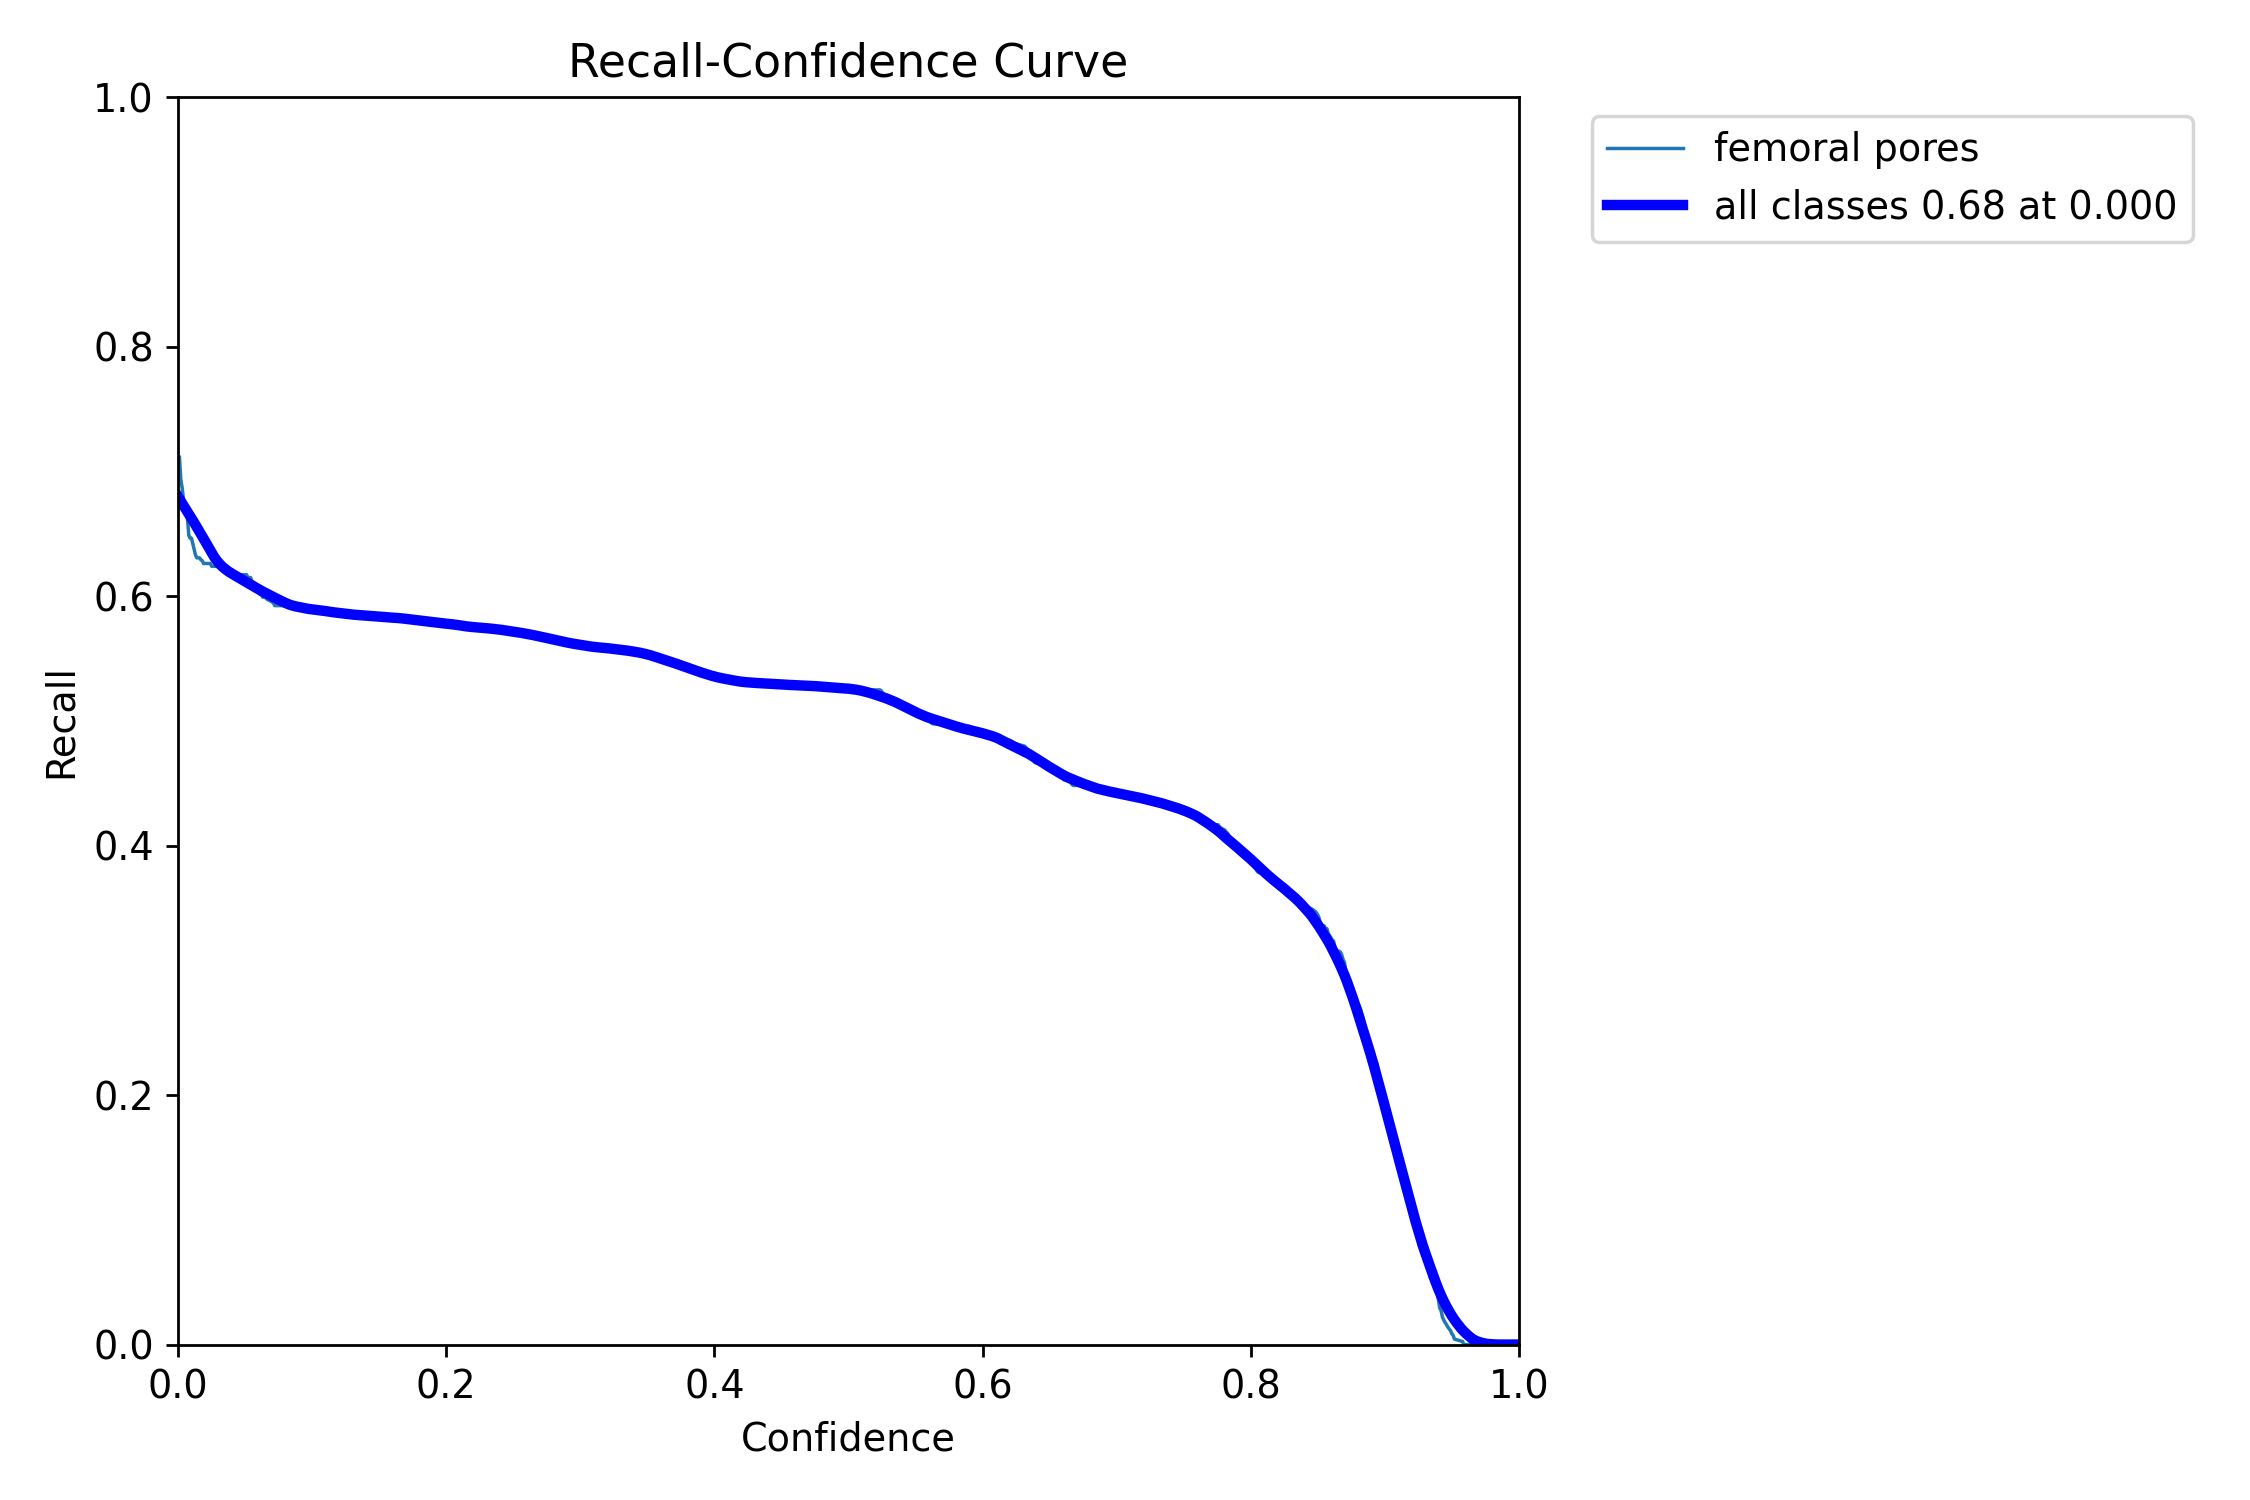 Recall-Confidence Curve
1.0
0.8
0.6
0.4
0.2
0.0
Recall
0.0 0.2 0.4 0.6 0.8 1.0
Confidence
femoral pores
all classes 0.68 at 0.000